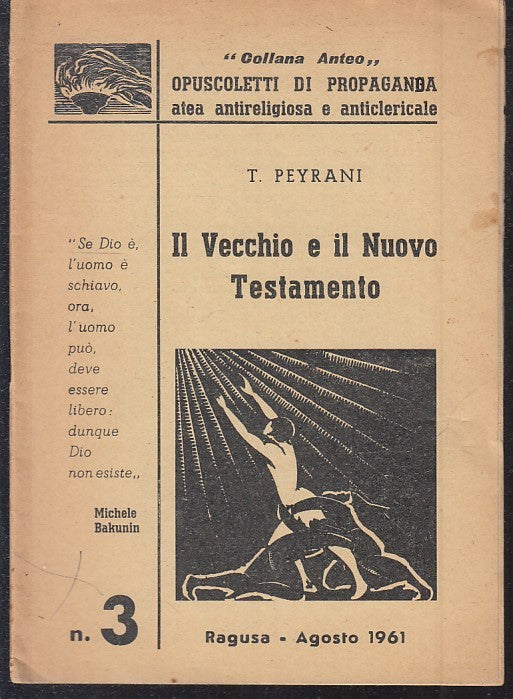 "Collana Anteo„
OPUSCOLETTI DI PROPAGANDA
atea antireligiosa e anticlericale
T. PEYRANI
Il Vecchio e il Nuovo
Testamento
"Se Dio è,
l'uomo è
schiavo,
ora,
l'uomo
può,
deve
essere
libero:
dunque
Dio
non esiste„
Michele
Bakunin
n. 3
Ragusa - Agosto 1961